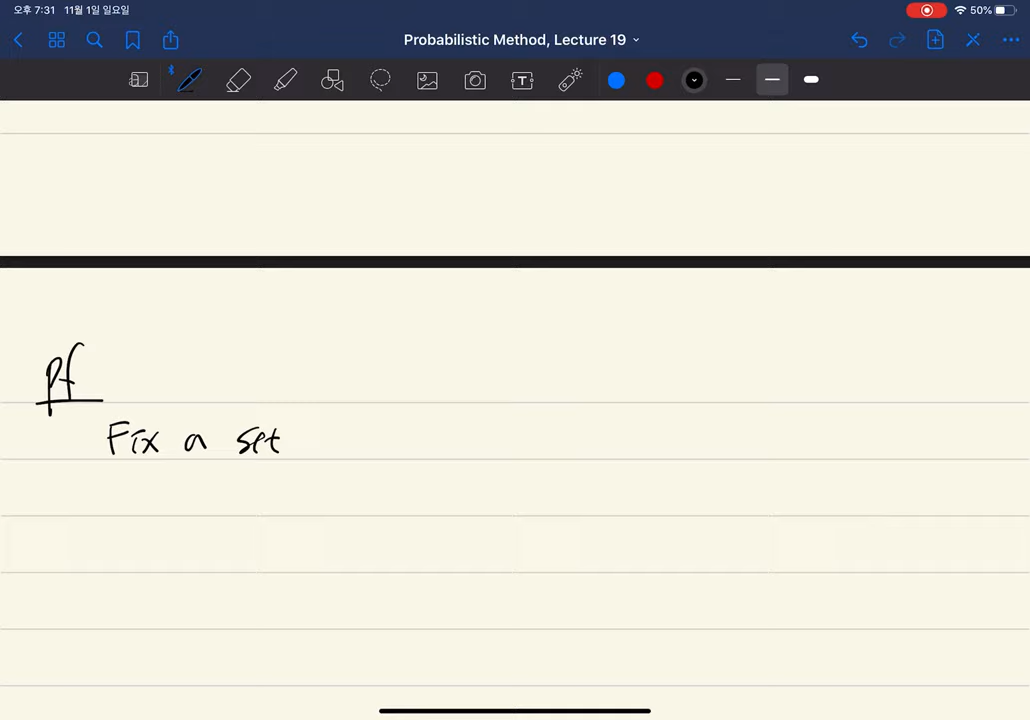 오후 7:31 11월 1일 일요일 50%
Probabilistic Method, Lecture 19
T
Pf
Fix a set